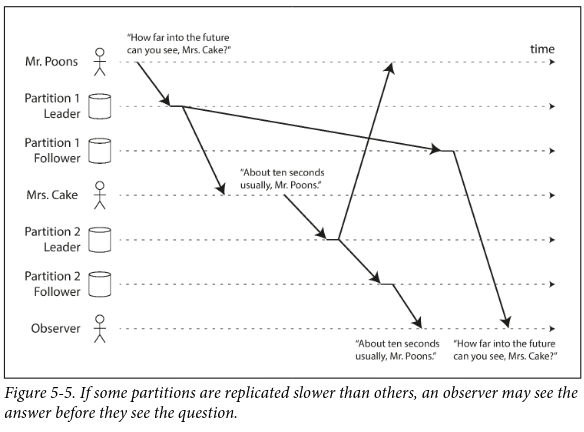 "How far into the future
can you see, Mrs. Cake?"
time
Mr. Poons
Partition 1
Leader
Partition 1
Follower
"About ten seconds
usually, Mr. Poons."
Mrs. Cake
Partition 2
Leader
Partition 2
Follower
Observer
"About ten seconds
usually, Mr. Poons."
"How far into the future
can you see, Mrs. Cake?"
Figure 5-5. If some partitions are replicated slower than others, an observer may see the
answer before they see the question.